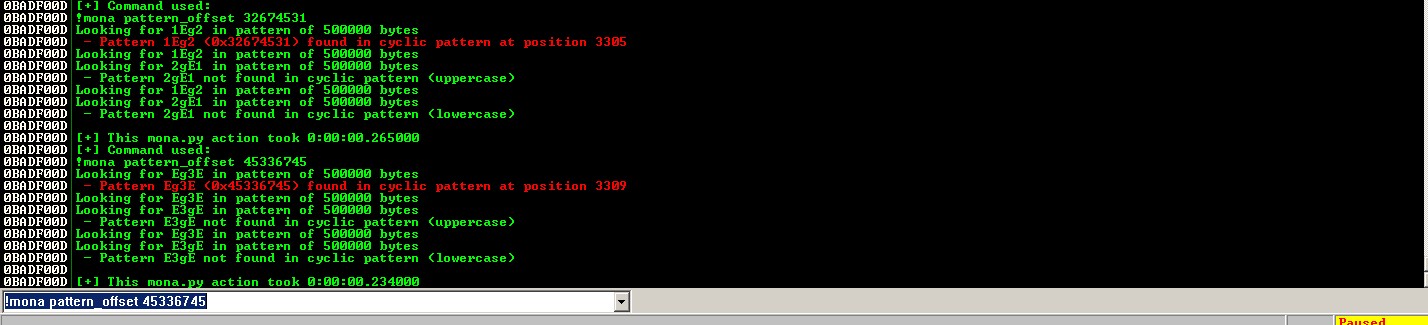 0BADF00D [+] Command used:
0BADF00D !mona pattern_offset 32674531
0BADF00D Looking for 1Eg2 in pattern of 500000 bytes
0BADF00D  - Pattern 1Eg2 (0x32674531) found in cyclic pattern at position 3305
0BADF00D Looking for 1Eg2 in pattern of 500000 bytes
0BADF00D Looking for 2gE1 in pattern of 500000 bytes
0BADF00D  - Pattern 2gE1 not found in cyclic pattern (uppercase)
0BADF00D Looking for 1Eg2 in pattern of 500000 bytes
0BADF00D Looking for 2gE1 in pattern of 500000 bytes
0BADF00D  - Pattern 2gE1 not found in cyclic pattern (lowercase)
0BADF00D
0BADF00D [+] This mona.py action took 0:00:00.265000
0BADF00D [+] Command used:
0BADF00D !mona pattern_offset 45336745
0BADF00D Looking for Eg3E in pattern of 500000 bytes
0BADF00D  - Pattern Eg3E (0x45336745) found in cyclic pattern at position 3309
0BADF00D Looking for Eg3E in pattern of 500000 bytes
0BADF00D Looking for E3gE in pattern of 500000 bytes
0BADF00D  - Pattern E3gE not found in cyclic pattern (uppercase)
0BADF00D Looking for Eg3E in pattern of 500000 bytes
0BADF00D Looking for E3gE in pattern of 500000 bytes
0BADF00D  - Pattern E3gE not found in cyclic pattern (lowercase)
0BADF00D
0BADF00D [+] This mona.py action took 0:00:00.234000
!mona pattern_offset 45336745
Paused